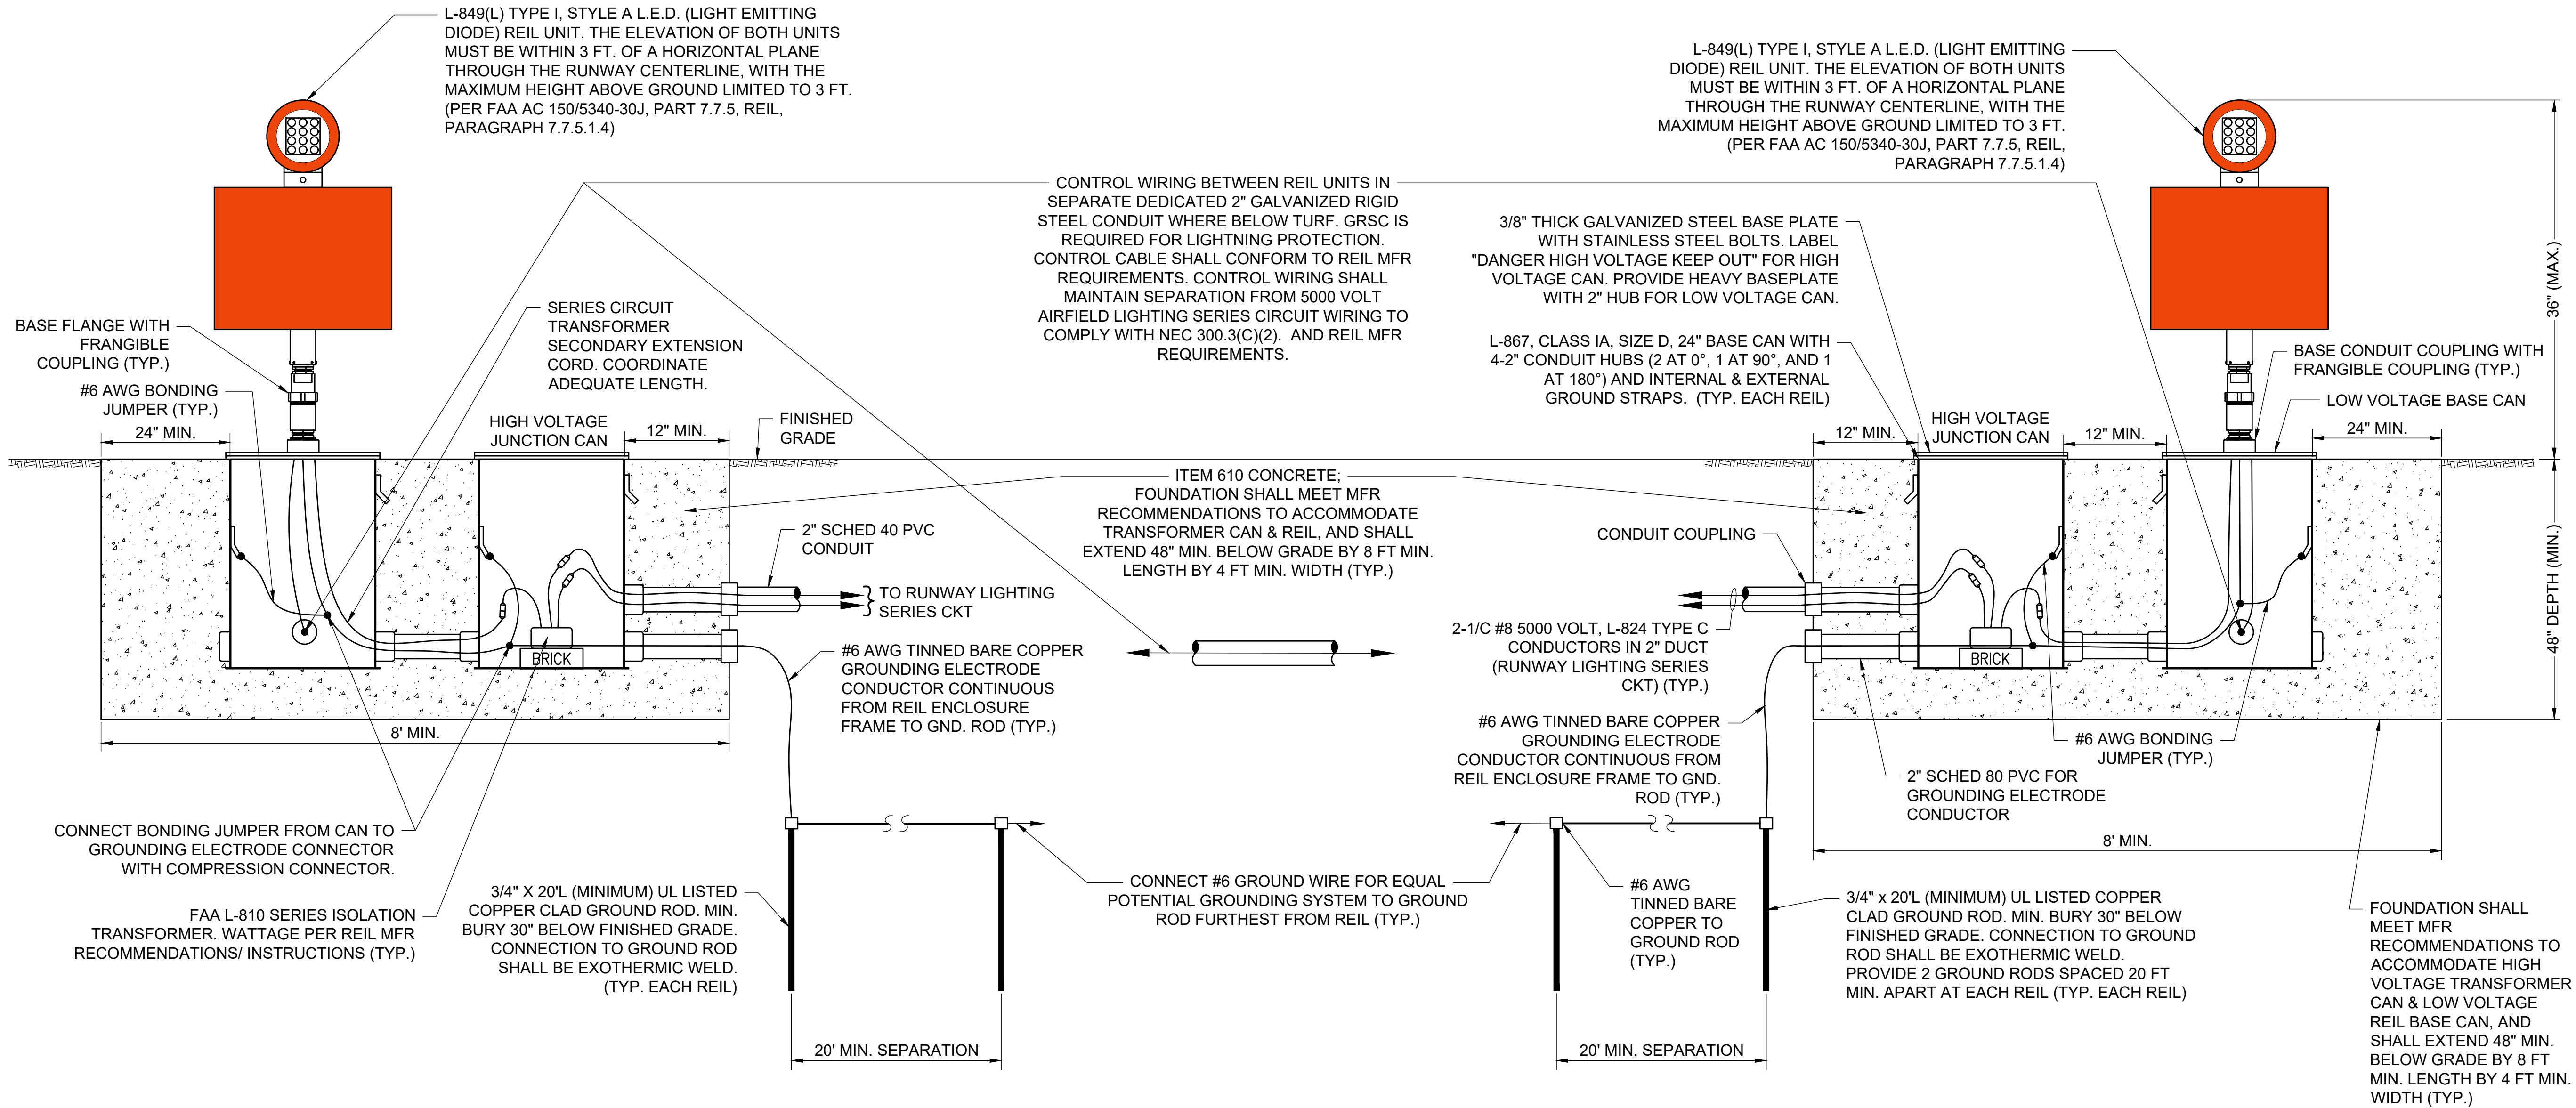 L-849(L) TYPE I, STYLE A L.E.D. (LIGHT EMITTING
DIODE) REIL UNIT. THE ELEVATION OF BOTH UNITS
MUST BE WITHIN 3 FT. OF A HORIZONTAL PLANE
THROUGH THE RUNWAY CENTERLINE, WITH THE
MAXIMUM HEIGHT ABOVE GROUND LIMITED TO 3 FT.
(PER FAA AC 150/5340-30J, PART 7.7.5, REIL,
PARAGRAPH 7.7.5.1.4)
L-849(L) TYPE I, STYLE A L.E.D. (LIGHT EMITTING
DIODE) REIL UNIT. THE ELEVATION OF BOTH UNITS
MUST BE WITHIN 3 FT. OF A HORIZONTAL PLANE
THROUGH THE RUNWAY CENTERLINE, WITH THE
MAXIMUM HEIGHT ABOVE GROUND LIMITED TO 3 FT.
(PER FAA AC 150/5340-30J, PART 7.7.5, REIL,
PARAGRAPH 7.7.5.1.4)
CONTROL WIRING BETWEEN REIL UNITS IN
SEPARATE DEDICATED 2" GALVANIZED RIGID
STEEL CONDUIT WHERE BELOW TURF. GRSC IS
REQUIRED FOR LIGHTNING PROTECTION.
CONTROL CABLE SHALL CONFORM TO REIL MFR
REQUIREMENTS. CONTROL WIRING SHALL
MAINTAIN SEPARATION FROM 5000 VOLT
AIRFIELD LIGHTING SERIES CIRCUIT WIRING TO
COMPLY WITH NEC 300.3(C)(2).  AND REIL MFR
REQUIREMENTS.
3/8" THICK GALVANIZED STEEL BASE PLATE
WITH STAINLESS STEEL BOLTS. LABEL
"DANGER HIGH VOLTAGE KEEP OUT" FOR HIGH
VOLTAGE CAN. PROVIDE HEAVY BASEPLATE
WITH 2" HUB FOR LOW VOLTAGE CAN.
36" (MAX.)
BASE FLANGE WITH
FRANGIBLE
COUPLING (TYP.)
SERIES CIRCUIT
TRANSFORMER
SECONDARY EXTENSION
CORD. COORDINATE
ADEQUATE LENGTH.
L-867, CLASS IA, SIZE D, 24" BASE CAN WITH
4-2" CONDUIT HUBS (2 AT 0°, 1 AT 90°, AND 1
AT 180°) AND INTERNAL & EXTERNAL
GROUND STRAPS.  (TYP. EACH REIL)
BASE CONDUIT COUPLING WITH
FRANGIBLE COUPLING (TYP.)
#6 AWG BONDING
JUMPER (TYP.)
LOW VOLTAGE BASE CAN
24" MIN.
HIGH VOLTAGE
JUNCTION CAN
12" MIN.
FINISHED
GRADE
12" MIN.
HIGH VOLTAGE
JUNCTION CAN
12" MIN.
24" MIN.
ITEM 610 CONCRETE;
FOUNDATION SHALL MEET MFR
RECOMMENDATIONS TO ACCOMMODATE
TRANSFORMER CAN & REIL, AND SHALL
EXTEND 48" MIN. BELOW GRADE BY 8 FT MIN.
LENGTH BY 4 FT MIN. WIDTH (TYP.)
2" SCHED 40 PVC
CONDUIT
CONDUIT COUPLING
48" DEPTH (MIN.)
TO RUNWAY LIGHTING
SERIES CKT
2-1/C #8 5000 VOLT, L-824 TYPE C
CONDUCTORS IN 2" DUCT
(RUNWAY LIGHTING SERIES
CKT) (TYP.)
BRICK
BRICK
#6 AWG TINNED BARE COPPER
GROUNDING ELECTRODE
CONDUCTOR CONTINUOUS
FROM REIL ENCLOSURE
FRAME TO GND. ROD (TYP.)
#6 AWG TINNED BARE COPPER
GROUNDING ELECTRODE
CONDUCTOR CONTINUOUS FROM
REIL ENCLOSURE FRAME TO GND.
ROD (TYP.)
8' MIN.
#6 AWG BONDING
JUMPER (TYP.)
2" SCHED 80 PVC FOR
GROUNDING ELECTRODE
CONDUCTOR
8' MIN.
CONNECT BONDING JUMPER FROM CAN TO
GROUNDING ELECTRODE CONNECTOR
WITH COMPRESSION CONNECTOR.
FAA L-810 SERIES ISOLATION
TRANSFORMER. WATTAGE PER REIL MFR
RECOMMENDATIONS/ INSTRUCTIONS (TYP.)
3/4" X 20'L (MINIMUM) UL LISTED
COPPER CLAD GROUND ROD. MIN.
BURY 30" BELOW FINISHED GRADE.
CONNECTION TO GROUND ROD
SHALL BE EXOTHERMIC WELD.
(TYP. EACH REIL)
CONNECT #6 GROUND WIRE FOR EQUAL
POTENTIAL GROUNDING SYSTEM TO GROUND
ROD FURTHEST FROM REIL (TYP.)
#6 AWG
TINNED BARE
COPPER TO
GROUND ROD
(TYP.)
3/4" x 20'L (MINIMUM) UL LISTED COPPER
CLAD GROUND ROD. MIN. BURY 30" BELOW
FINISHED GRADE. CONNECTION TO GROUND
ROD SHALL BE EXOTHERMIC WELD.
PROVIDE 2 GROUND RODS SPACED 20 FT
MIN. APART AT EACH REIL (TYP. EACH REIL)
FOUNDATION SHALL
MEET MFR
RECOMMENDATIONS TO
ACCOMMODATE HIGH
VOLTAGE TRANSFORMER
CAN & LOW VOLTAGE
REIL BASE CAN, AND
SHALL EXTEND 48" MIN.
BELOW GRADE BY 8 FT
MIN. LENGTH BY 4 FT MIN.
WIDTH (TYP.)
20' MIN. SEPARATION
20' MIN. SEPARATION